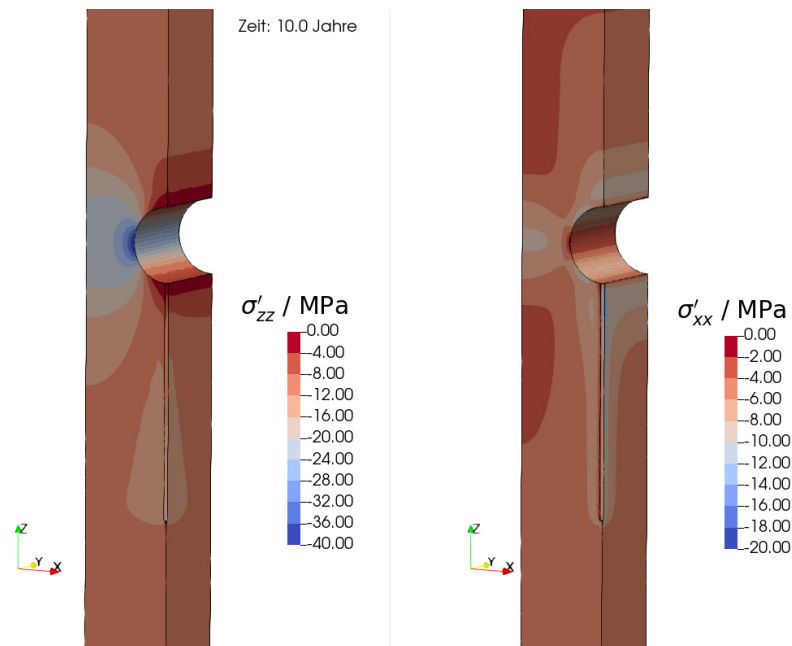 Zeit: 10.0 Jahre
σ′zz / MPa
0.00
-4.00
-8.00
-12.00
-16.00
-20.00
-24.00
-28.00
-32.00
-36.00
-40.00
Z
Y
X
σ′xx / MPa
0.00
-2.00
-4.00
-6.00
-8.00
-10.00
-12.00
-14.00
-16.00
-18.00
-20.00
Z
Y
X